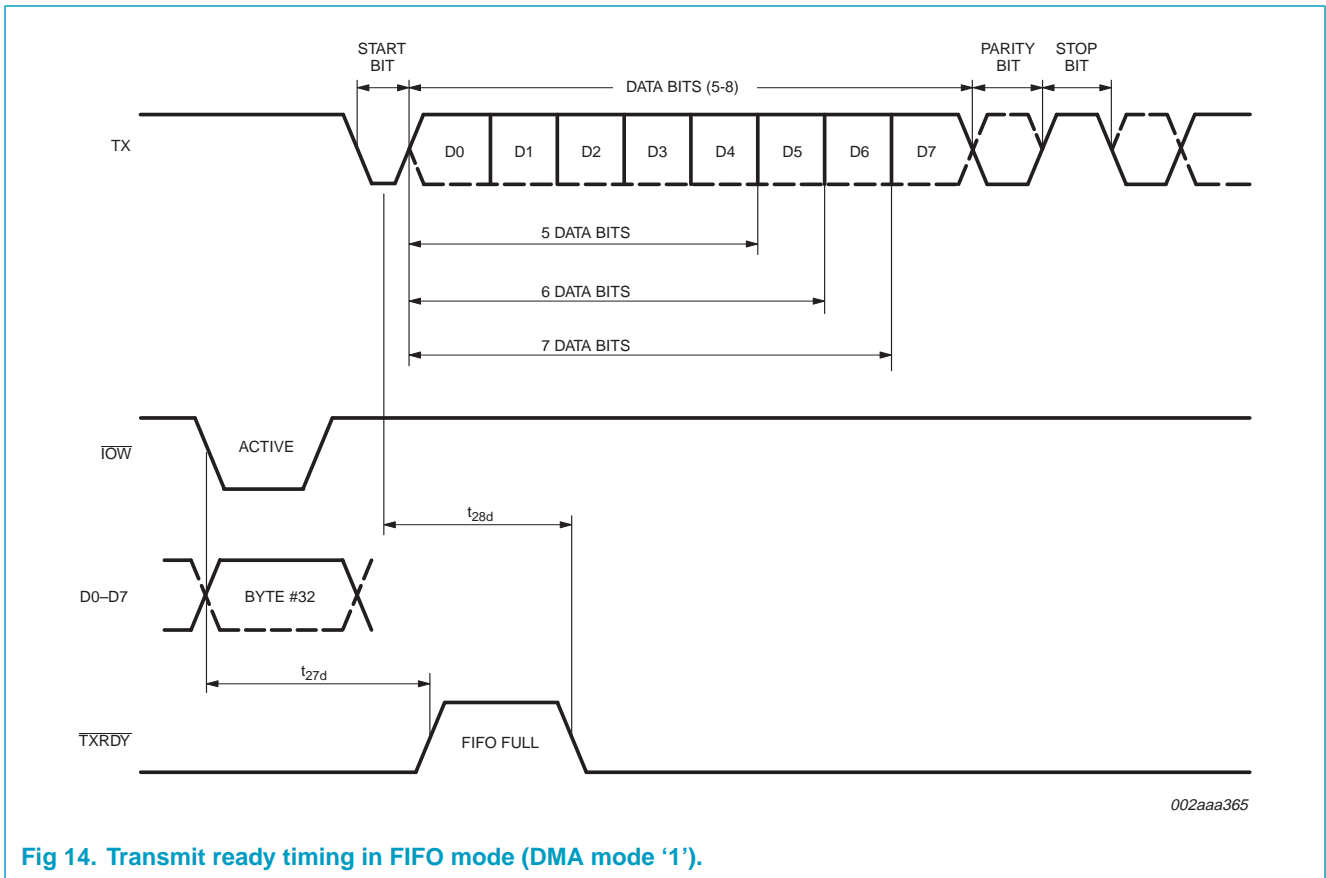 START
BIT
DATA BITS (5-8)
PARITY
BIT
STOP
BIT
TX
D0
D1
D2
D3
D4
D5
D6
D7
5 DATA BITS
6 DATA BITS
7 DATA BITS
IOW
ACTIVE
t28d
D0–D7
BYTE #32
t27d
TXRDY
FIFO FULL
002aaa365
Fig 14. Transmit ready timing in FIFO mode (DMA mode ‘1’).